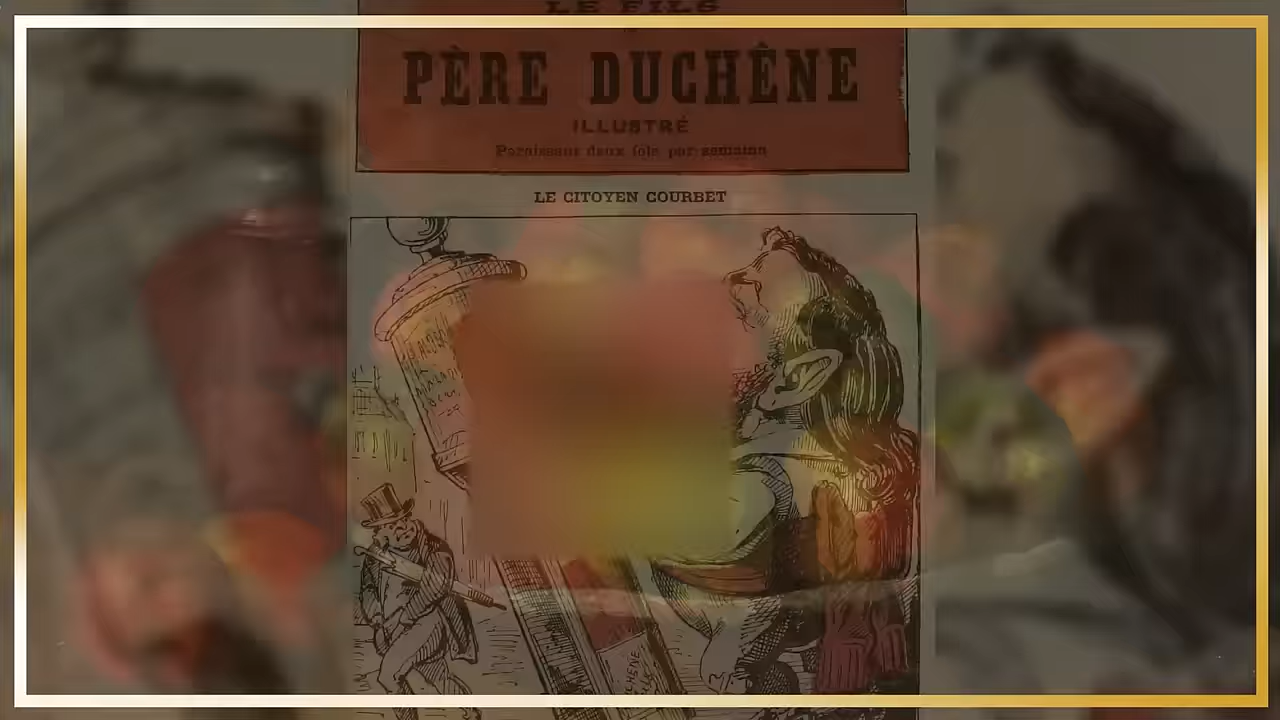 LE FILS
PÈRE DUCHÊNE
ILLUSTRÉ
Paraissant deux fois par semaine
LE CITOYEN COURBET